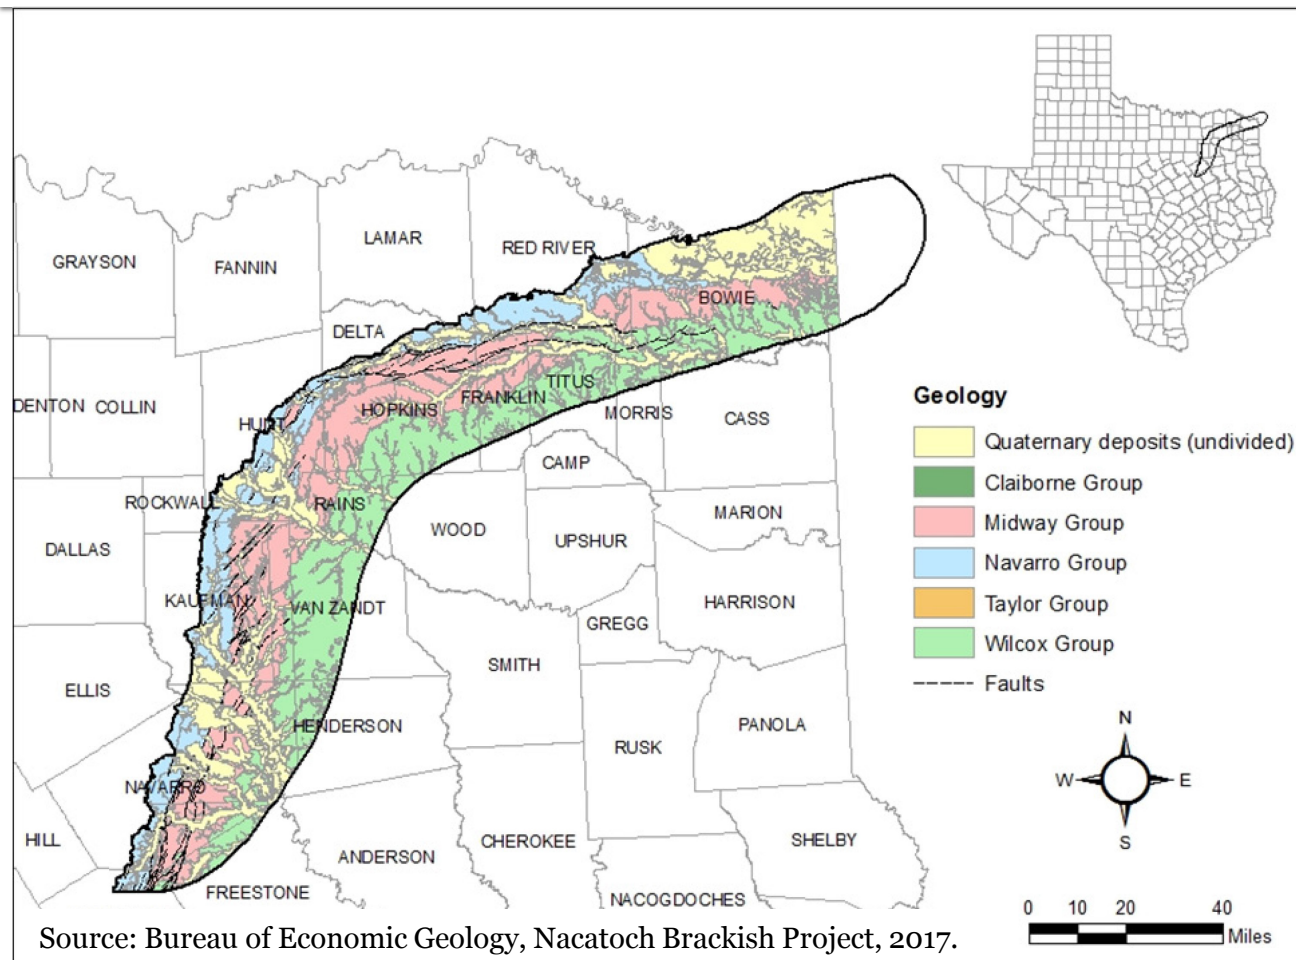 LAMAR
RED RIVER
GRAYSON
FANNIN
BOWIE
DELTA
TITUS
FRANKLIN
HOPKINS
MORRIS
CASS
DENTON
COLLIN
HUNT
CAMP
ROCKWALL
RAINS
MARION
WOOD
UPSHUR
DALLAS
KAUFMAN
VAN ZANDT
HARRISON
GREGG
SMITH
ELLIS
HENDERSON
PANOLA
RUSK
NAVARRO
HILL
CHEROKEE
SHELBY
ANDERSON
FREESTONE
NACOGDOCHES
Geology
Quaternary deposits (undivided)
Claiborne Group
Midway Group
Navarro Group
Taylor Group
Wilcox Group
Faults
N
W E
S
0 10 20 40
Miles
Source: Bureau of Economic Geology, Nacatoch Brackish Project, 2017.